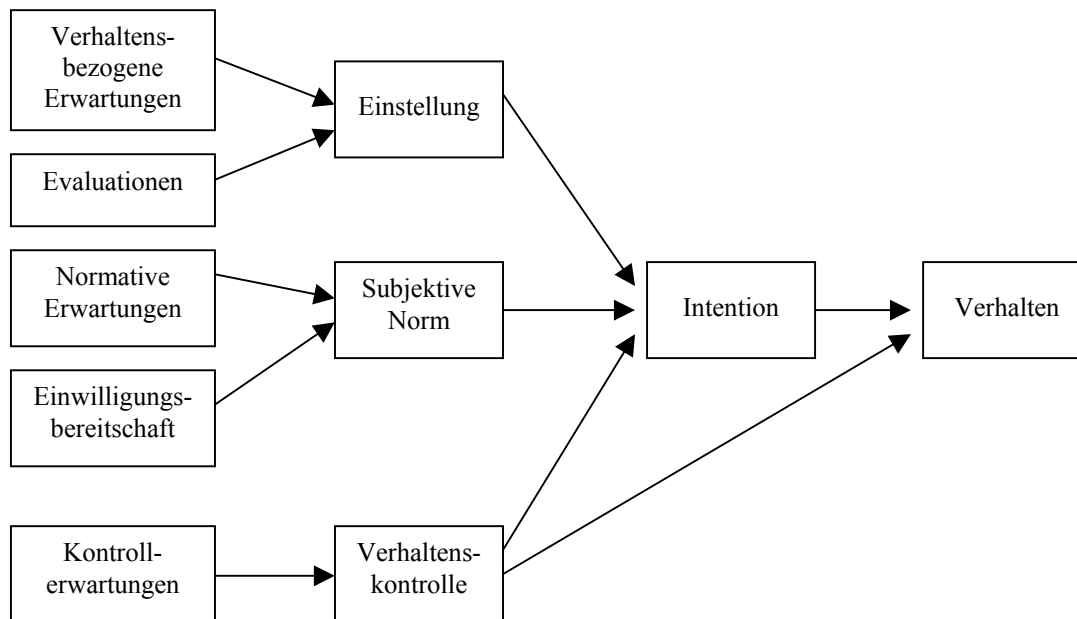 Verhaltens-
bezogene
Erwartungen
Einstellung
Evaluationen
Normative
Erwartungen
Subjektive
Norm
Intention
Verhalten
Einwilligungs-
bereitschaft
Kontroll-
erwartungen
Verhaltens-
kontrolle